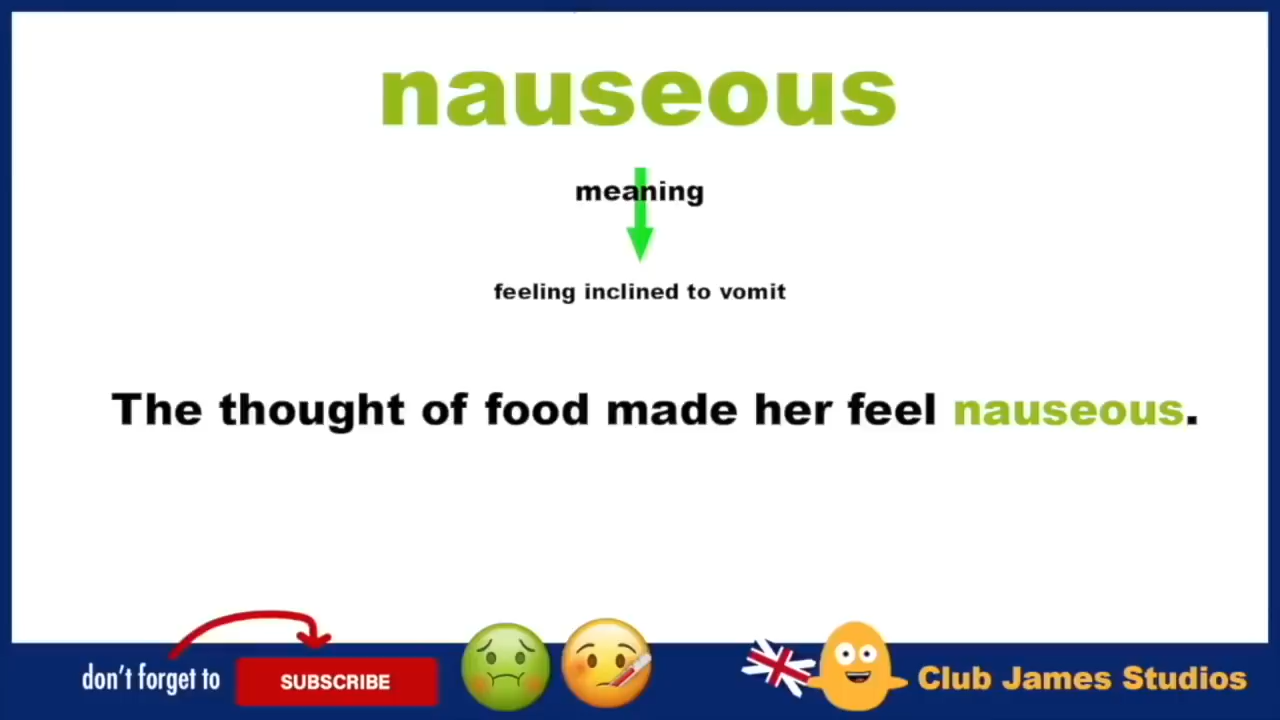 nauseous
meaning
feeling inclined to vomit
The thought of food made her feel nauseous.
don't forget to
SUBSCRIBE
Club James Studios